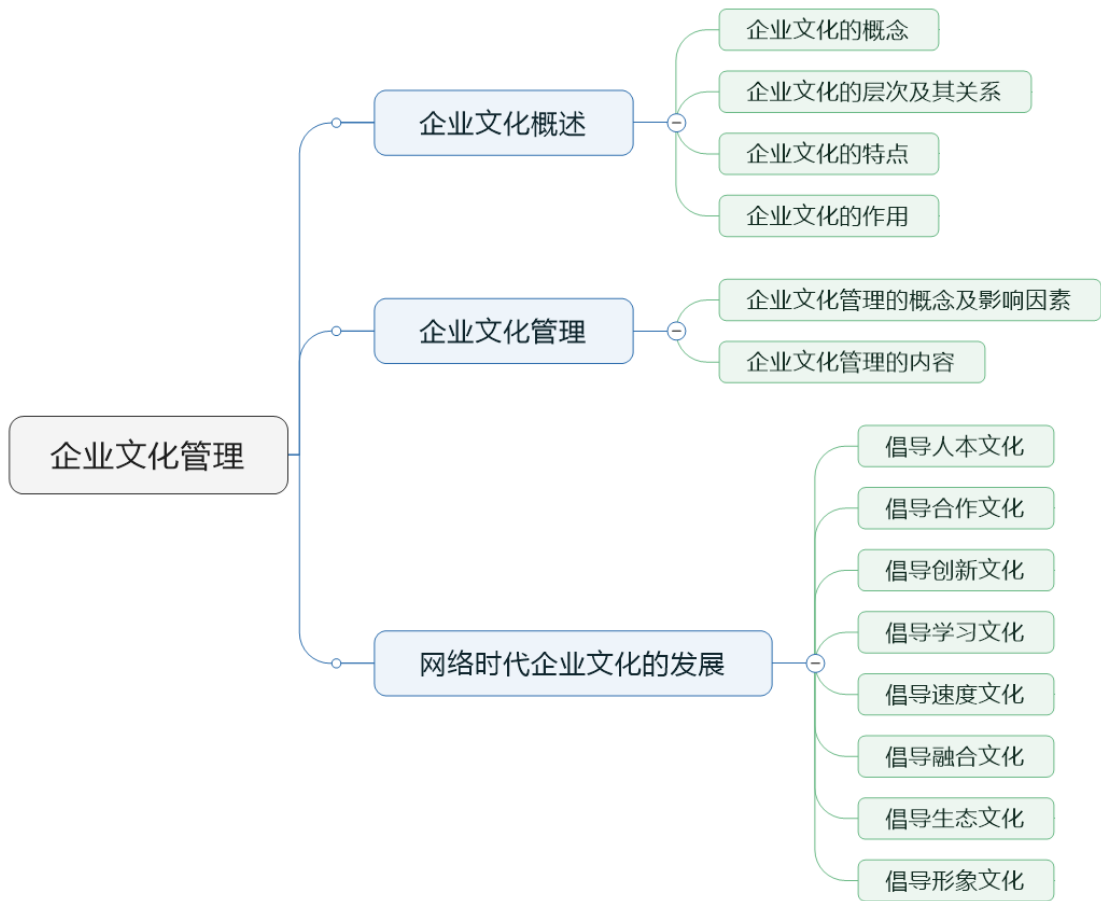 企业文化管理
企业文化概述
企业文化的概念
企业文化的层次及其关系
企业文化的特点
企业文化的作用
企业文化管理
企业文化管理的概念及影响因素
企业文化管理的内容
网络时代企业文化的发展
倡导人本文化
倡导合作文化
倡导创新文化
倡导学习文化
倡导速度文化
倡导融合文化
倡导生态文化
倡导形象文化